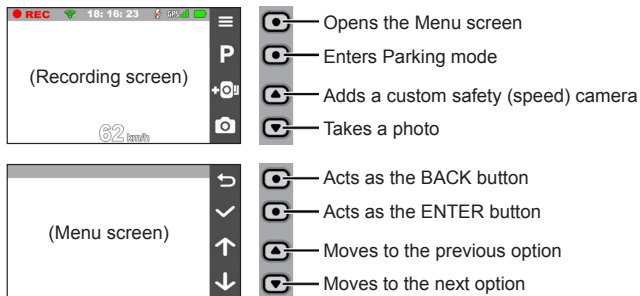 REC 18:16:23 GPS
Opens the Menu screen
P
Enters Parking mode
(Recording screen)
Adds a custom safety (speed) camera
62 km/h
Takes a photo
Acts as the BACK button
Acts as the ENTER button
(Menu screen)
Moves to the previous option
Moves to the next option